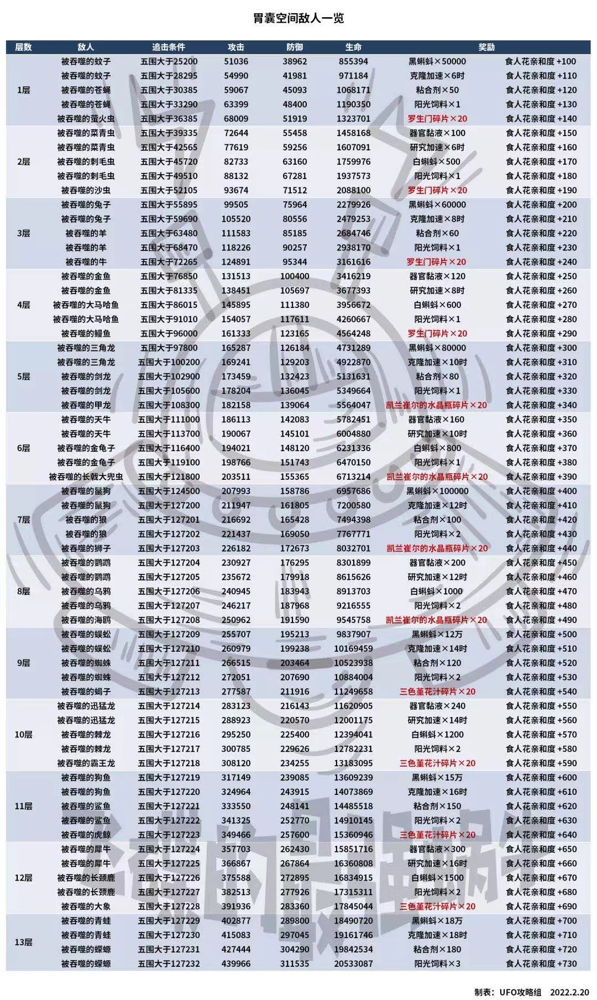 胃囊空间敌人一览
层数 敌人 追击条件 攻击 防御 生命 奖励
被吞噬的蚊子 五围大于25200 51036 38962 855394 黑蝌蚪×50000 食人花亲和度 +100
被吞噬的蚊子 五围大于28295 54990 41981 971184 克隆加速×6时 食人花亲和度 +110
1层 被吞噬的苍蝇 五围大于30385 59067 45093 1068171 粘合剂×50 食人花亲和度 +120
被吞噬的苍蝇 五围大于33290 63399 48400 1190350 阳光饲料×1 食人花亲和度 +130
被吞噬的萤火虫 五围大于36385 68009 51919 1323701 罗生门碎片×20 食人花亲和度 +140
被吞噬的菜青虫 五围大于39335 72644 55458 1458168 器官黏液×100 食人花亲和度 +150
被吞噬的菜青虫 五围大于42565 77619 59256 1607091 研究加速×6时 食人花亲和度 +160
2层 被吞噬的刺毛虫 五围大于45720 82733 63160 1759976 白蝌蚪×500 食人花亲和度 +170
被吞噬的刺毛虫 五围大于49510 88132 67281 1937573 阳光饲料×1 食人花亲和度 +180
被吞噬的沙虫 五围大于52105 93674 71512 2088100 罗生门碎片×20 食人花亲和度 +190
被吞噬的兔子 五围大于55895 99505 75964 2279926 黑蝌蚪×60000 食人花亲和度 +200
被吞噬的兔子 五围大于59690 105520 80556 2479253 克隆加速×8时 食人花亲和度 +210
3层 被吞噬的羊 五围大于63480 111583 85185 2684746 粘合剂×60 食人花亲和度 +220
被吞噬的羊 五围大于68470 118226 90257 2938170 阳光饲料×1 食人花亲和度 +230
被吞噬的牛 五围大于72265 124891 95344 3161616 罗生门碎片×20 食人花亲和度 +240
被吞噬的金鱼 五围大于76850 131513 100400 3416219 器官黏液×120 食人花亲和度 +250
被吞噬的金鱼 五围大于81335 138451 105697 3677393 研究加速×8时 食人花亲和度 +260
4层 被吞噬的大马哈鱼 五围大于86015 145895 111380 3956672 白蝌蚪×600 食人花亲和度 +270
被吞噬的大马哈鱼 五围大于91010 154057 117611 4260667 阳光饲料×1 食人花亲和度 +280
被吞噬的鳗鱼 五围大于96000 161333 123165 4564248 罗生门碎片×20 食人花亲和度 +290
被吞噬的三角龙 五围大于97800 165287 126184 4731289 黑蝌蚪×80000 食人花亲和度 +300
被吞噬的三角龙 五围大于100200 169241 129203 4922870 克隆加速×10时 食人花亲和度 +310
5层 被吞噬的剑龙 五围大于102900 173459 132423 5131631 粘合剂×80 食人花亲和度 +320
被吞噬的剑龙 五围大于105600 178204 136045 5349664 阳光饲料×1 食人花亲和度 +330
被吞噬的甲龙 五围大于108300 182158 139064 5564047 凯兰崔尔的水晶瓶碎片×20 食人花亲和度 +340
被吞噬的天牛 五围大于111000 186113 142083 5782451 器官黏液×160 食人花亲和度 +350
被吞噬的天牛 五围大于113700 190067 145101 6004880 研究加速×10时 食人花亲和度 +360
6层 被吞噬的金龟子 五围大于116400 194021 148120 6231336 白蝌蚪×800 食人花亲和度 +370
被吞噬的金龟子 五围大于119100 198766 151743 6470150 阳光饲料×1 食人花亲和度 +380
被吞噬的长戟大兜虫 五围大于121800 203511 155365 6713214 凯兰崔尔的水晶瓶碎片×20 食人花亲和度 +390
被吞噬的鬣狗 五围大于124500 207993 158786 6957686 黑蝌蚪×100000 食人花亲和度 +400
被吞噬的鬣狗 五围大于127200 211947 161805 7200580 克隆加速×12时 食人花亲和度 +410
7层 被吞噬的狼 五围大于127201 216692 165428 7494398 粘合剂×100 食人花亲和度 +420
被吞噬的狼 五围大于127202 221437 169050 7767771 阳光饲料×2 食人花亲和度 +430
被吞噬的狮子 五围大于127203 226182 172673 8032701 凯兰崔尔的水晶瓶碎片×20 食人花亲和度 +440
被吞噬的鹦鹉 五围大于127204 230927 176295 8301899 器官黏液×200 食人花亲和度 +450
被吞噬的鹦鹉 五围大于127205 235672 179918 8615626 研究加速×12时 食人花亲和度 +460
8层 被吞噬的乌鸦 五围大于127206 240945 183943 8913703 白蝌蚪×1000 食人花亲和度 +470
被吞噬的乌鸦 五围大于127207 246217 187968 9216555 阳光饲料×2 食人花亲和度 +480
被吞噬的海鸥 五围大于127208 250962 191590 9545758 凯兰崔尔的水晶瓶碎片×20 食人花亲和度 +490
被吞噬的蜈蚣 五围大于127209 255707 195213 9837907 黑蝌蚪×12万 食人花亲和度 +500
被吞噬的蜈蚣 五围大于127210 260979 199238 10169459 克隆加速×14时 食人花亲和度 +510
9层 被吞噬的蜘蛛 五围大于127211 266515 203464 10523938 粘合剂×120 食人花亲和度 +520
被吞噬的蜘蛛 五围大于127212 272051 207690 10884004 阳光饲料×2 食人花亲和度 +530
被吞噬的蝎子 五围大于127213 277587 211916 11249658 三色堇花汁碎片×20 食人花亲和度 +540
被吞噬的迅猛龙 五围大于127214 283123 216143 11620905 器官黏液×240 食人花亲和度 +550
被吞噬的迅猛龙 五围大于127215 288923 220570 12001175 研究加速×14时 食人花亲和度 +560
10层 被吞噬的棘龙 五围大于127216 295250 225400 12394041 白蝌蚪×1200 食人花亲和度 +570
被吞噬的棘龙 五围大于127217 300785 229626 12782231 阳光饲料×2 食人花亲和度 +580
被吞噬的霸王龙 五围大于127218 308120 234255 13183095 三色堇花汁碎片×20 食人花亲和度 +590
被吞噬的狗鱼 五围大于127219 317149 239085 13609239 黑蝌蚪×15万 食人花亲和度 +600
被吞噬的狗鱼 五围大于127220 324964 243915 14073869 克隆加速×16时 食人花亲和度 +610
11层 被吞噬的鲨鱼 五围大于127221 333550 248141 14485518 粘合剂×150 食人花亲和度 +620
被吞噬的鲨鱼 五围大于127222 341325 252770 14910145 阳光饲料×2 食人花亲和度 +630
被吞噬的虎鲸 五围大于127223 349466 257600 15360946 三色堇花汁碎片×20 食人花亲和度 +640
被吞噬的犀牛 五围大于127224 357703 262430 15851716 器官黏液×300 食人花亲和度 +650
被吞噬的犀牛 五围大于127225 366867 267864 16360808 研究加速×16时 食人花亲和度 +660
12层 被吞噬的长颈鹿 五围大于127226 375588 272895 16834915 白蝌蚪×1500 食人花亲和度 +670
被吞噬的长颈鹿 五围大于127227 382513 277926 17315311 阳光饲料×2 食人花亲和度 +680
被吞噬的大象 五围大于127228 391936 283360 17845044 三色堇花汁碎片×20 食人花亲和度 +690
被吞噬的青蛙 五围大于127229 402877 289800 18490720 黑蝌蚪×18万 食人花亲和度 +700
被吞噬的青蛙 五围大于127230 415083 297045 19161746 克隆加速×18时 食人花亲和度 +710
13层 被吞噬的蝾螈 五围大于127231 427444 304290 19842534 粘合剂×180 食人花亲和度 +720
被吞噬的蝾螈 五围大于127232 439966 311535 20533087 阳光饲料×3 食人花亲和度 +730
制表：UFO攻略组 2022.2.20